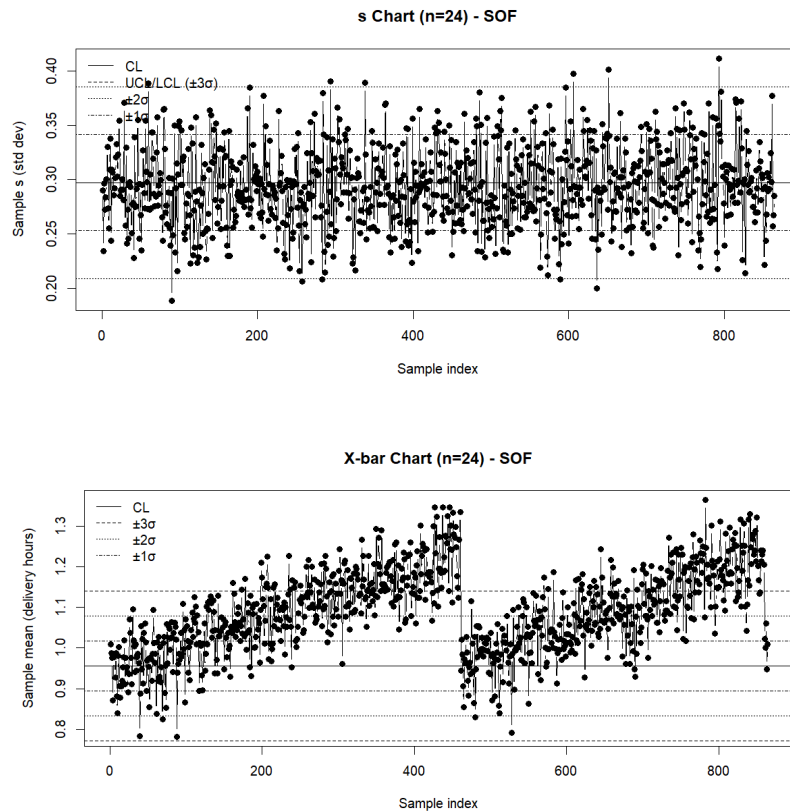 s Chart (n=24) - SOF
CL
UCL/LCL (±3σ)
±2σ
±1σ
0.40
0.35
0.30
0.25
0.20
Sample s (std dev)
0 200 400 600 800
Sample index
X-bar Chart (n=24) - SOF
CL
±3σ
±2σ
±1σ
1.3
1.2
1.1
1.0
0.9
0.8
Sample mean (delivery hours)
0 200 400 600 800
Sample index